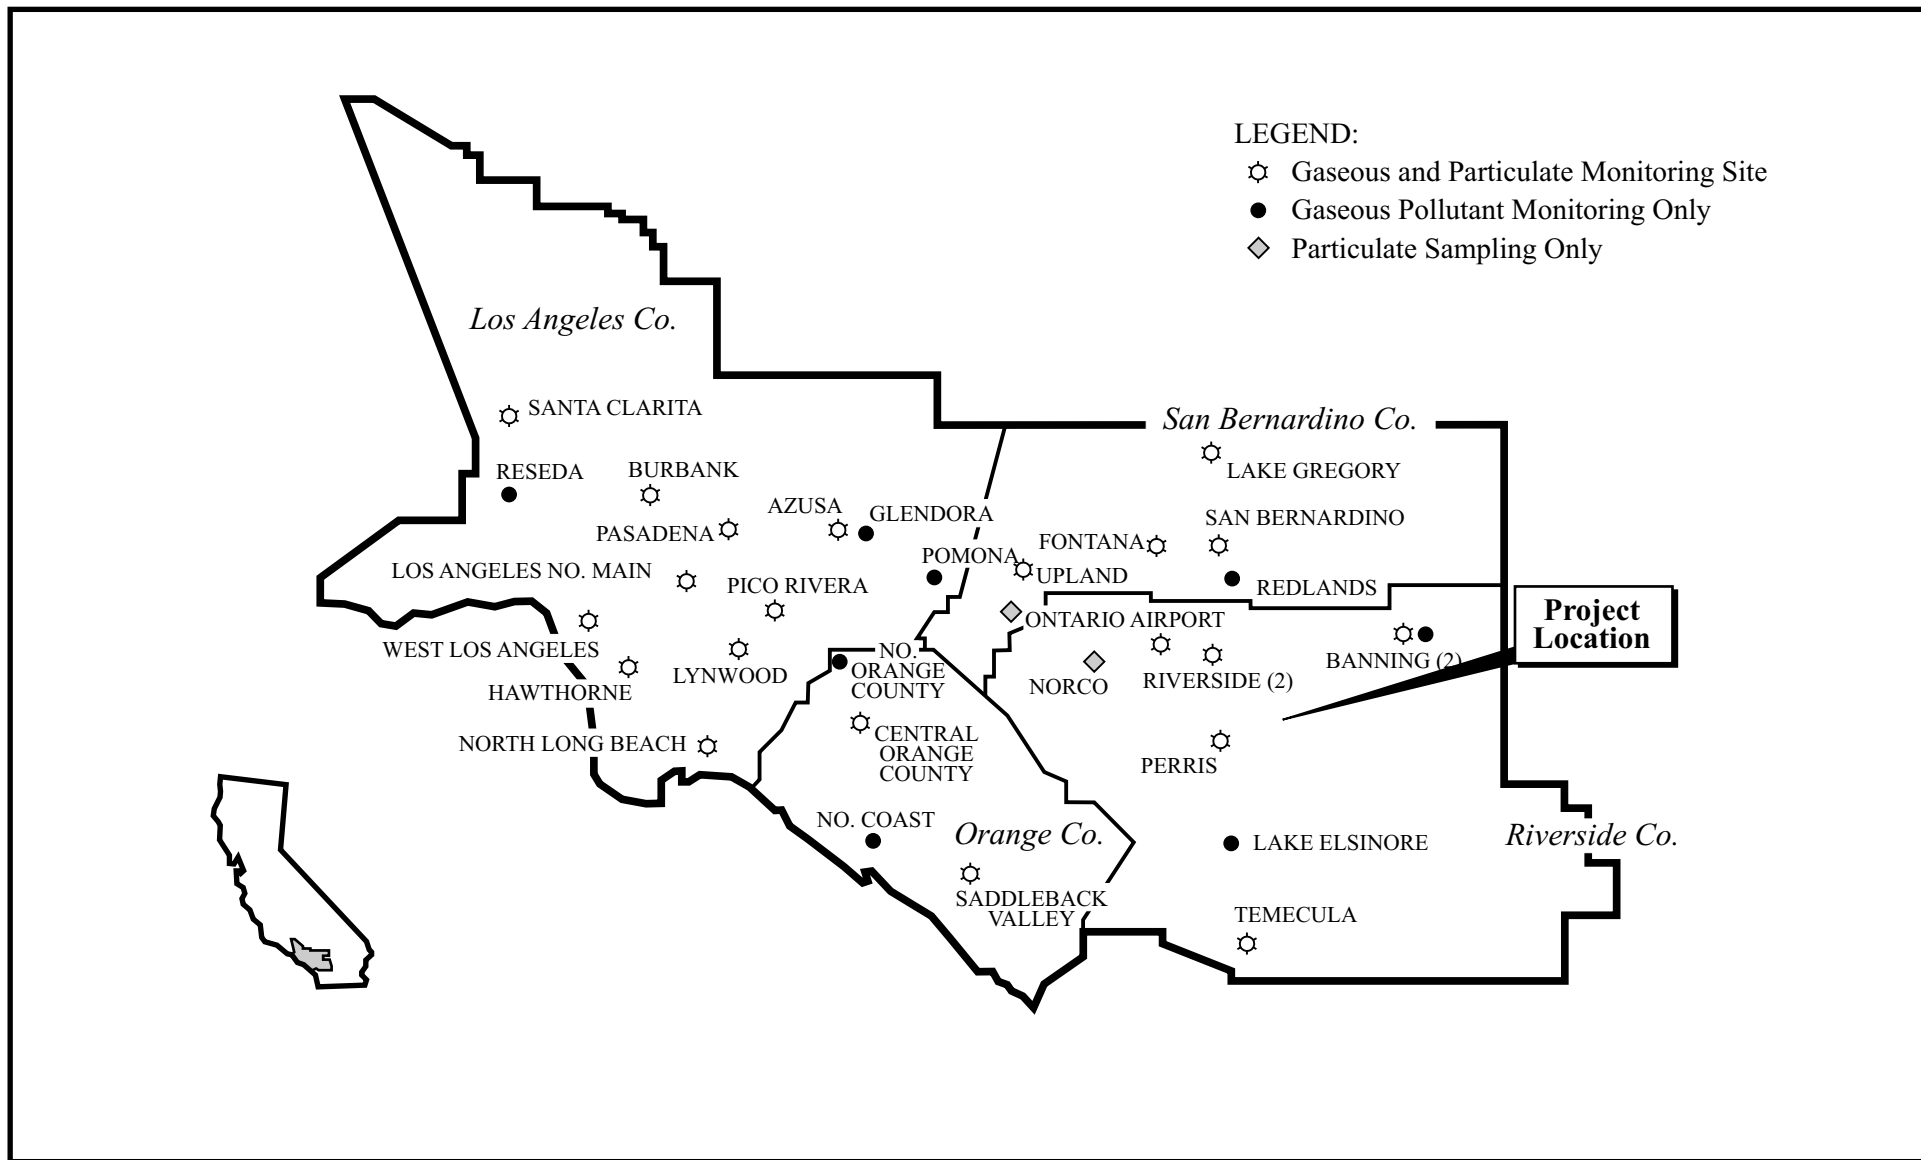 LEGEND:
Gaseous and Particulate Monitoring Site
Gaseous Pollutant Monitoring Only
Particulate Sampling Only
Los Angeles Co.
SANTA CLARITA
San Bernardino Co.
LAKE GREGORY
RESEDA
BURBANK
AZUSA
GLENDORA
SAN BERNARDINO
PASADENA
FONTANA
POMONA
LOS ANGELES NO. MAIN
PICO RIVERA
UPLAND
REDLANDS
Project
Location
ONTARIO AIRPORT
WEST LOS ANGELES
NO.
ORANGE
COUNTY
BANNING (2)
HAWTHORNE
LYNWOOD
NORCO
RIVERSIDE (2)
NORTH LONG BEACH
CENTRAL
ORANGE
COUNTY
PERRIS
NO. COAST
Orange Co.
LAKE ELSINORE
Riverside Co.
SADDLEBACK
VALLEY
TEMECULA